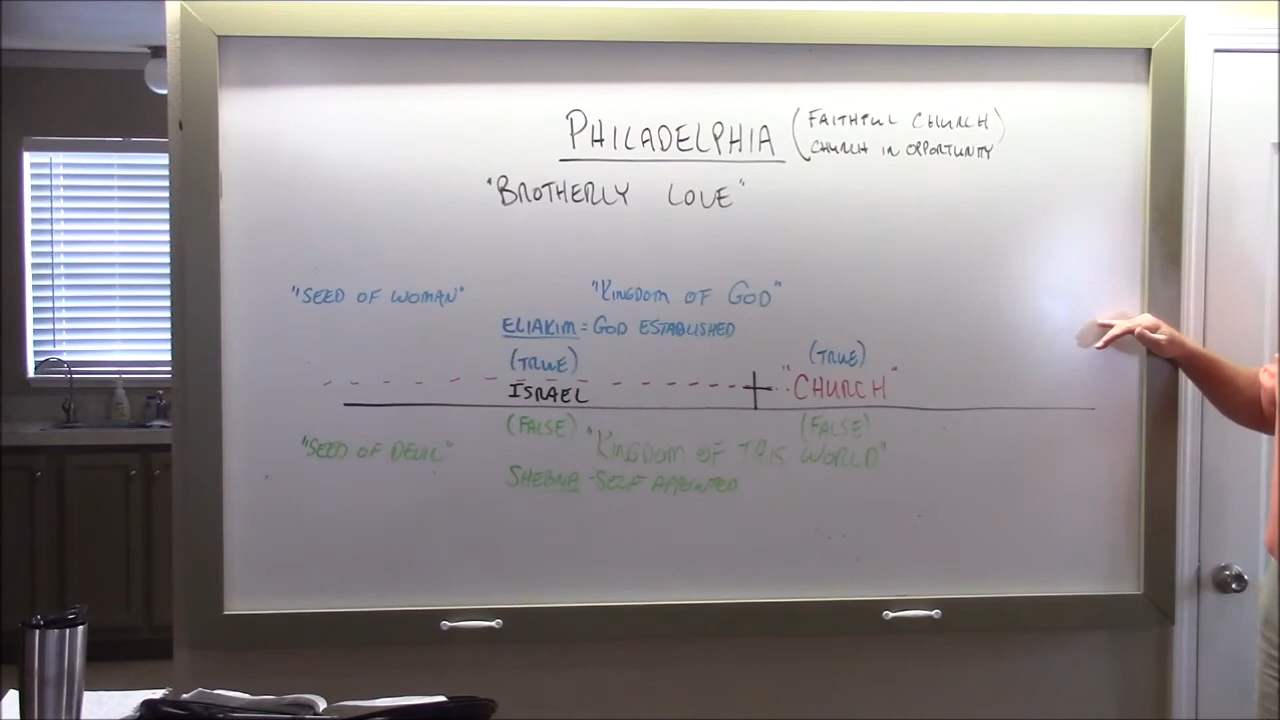 PHILADELPHIA (FAITHFUL CHURCH)
CHURCH IN OPPORTUNITY
"BROTHERLY LOVE"
"SEED OF WOMAN" "KINGDOM OF GOD"
ELIAKIM = GOD ESTABLISHED
(TRUE) (TRUE)
ISRAEL "CHURCH"
(FALSE) (FALSE)
"SEED OF DEVIL" "KINGDOM OF THIS WORLD"
SHEBNA - SELF APPOINTED